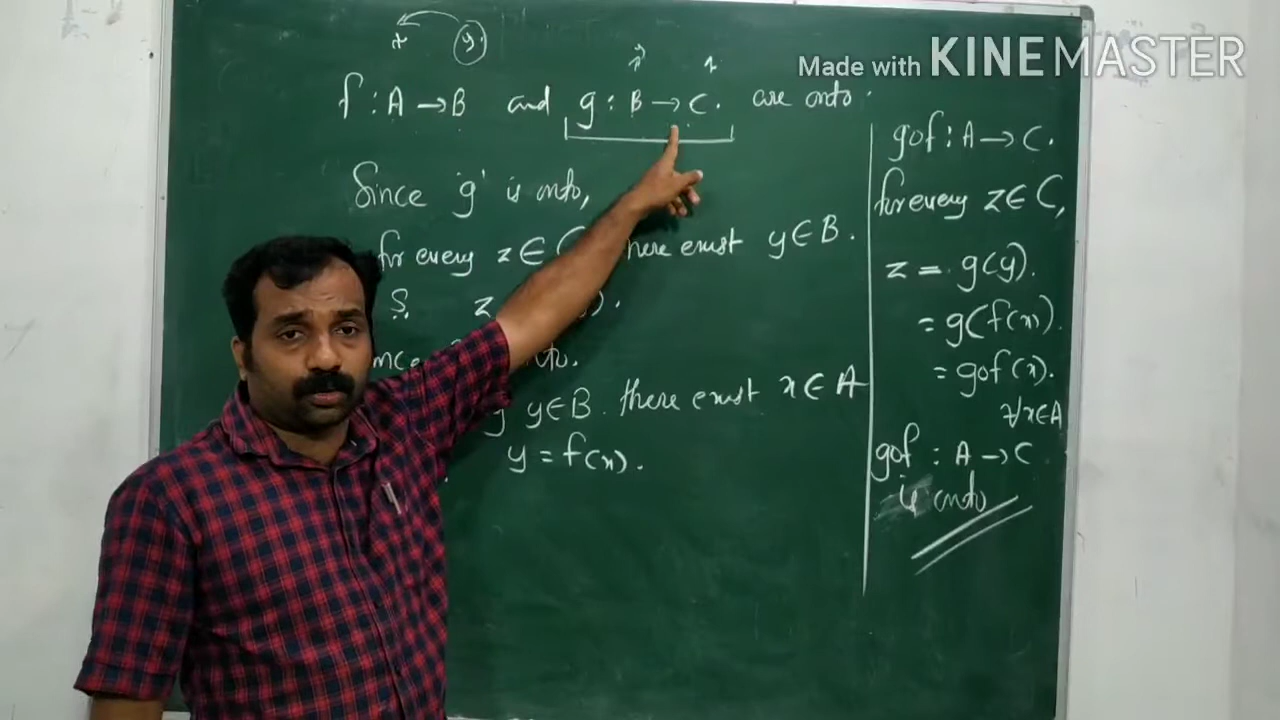 Made with KINEMASTER
x y
y z
f : A → B and g : B → C. are onto.
Since 'g' is onto,
for every z ∈ C, there exist y ∈ B.
S. z
onto.
y ∈ B. there exist x ∈ A
y = f(x).
gof : A → C.
for every z ∈ C,
z = g(y).
= g(f(x).
= gof(x).
x ∈ A
gof : A → C
is onto